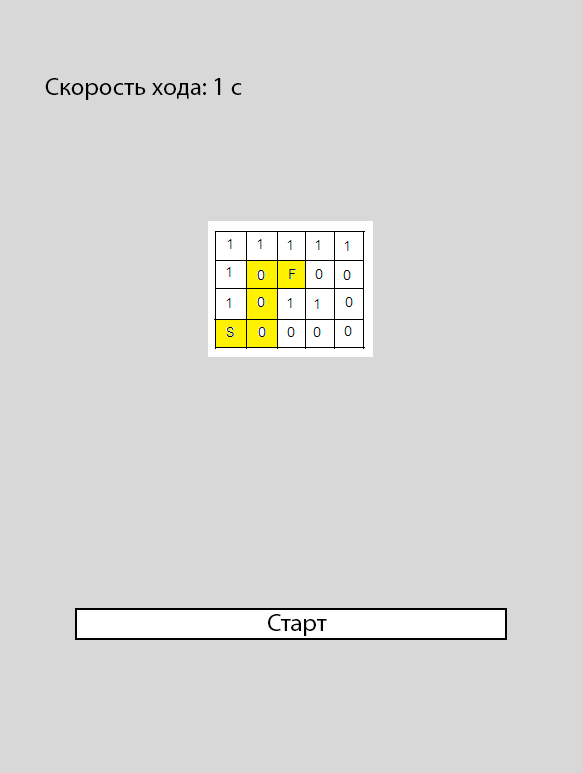 Скорость хода: 1 с
1 1 1 1 1
1 0 F 0 0
1 0 1 1 0
S 0 0 0 0
Старт